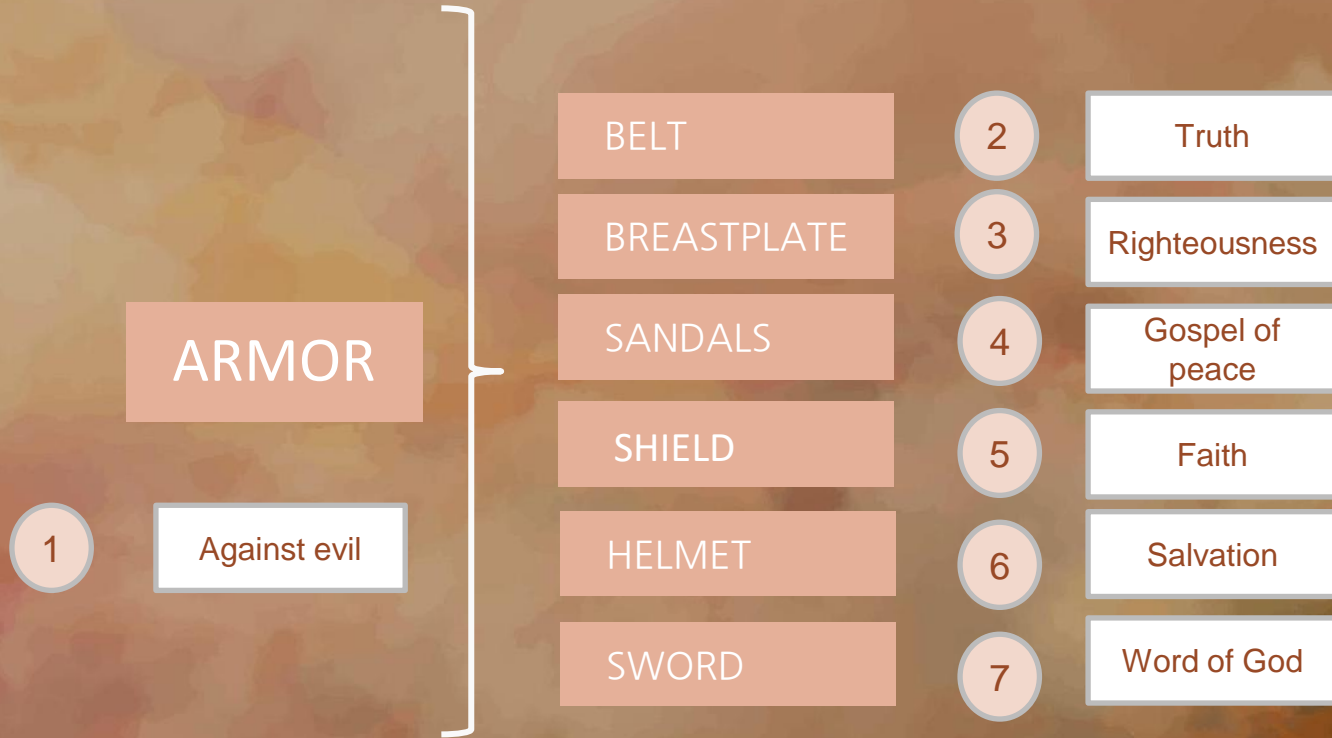 ARMOR
1
Against evil
BELT
2
Truth
BREASTPLATE
3
Righteousness
SANDALS
4
Gospel of
peace
SHIELD
5
Faith
HELMET
6
Salvation
SWORD
7
Word of God